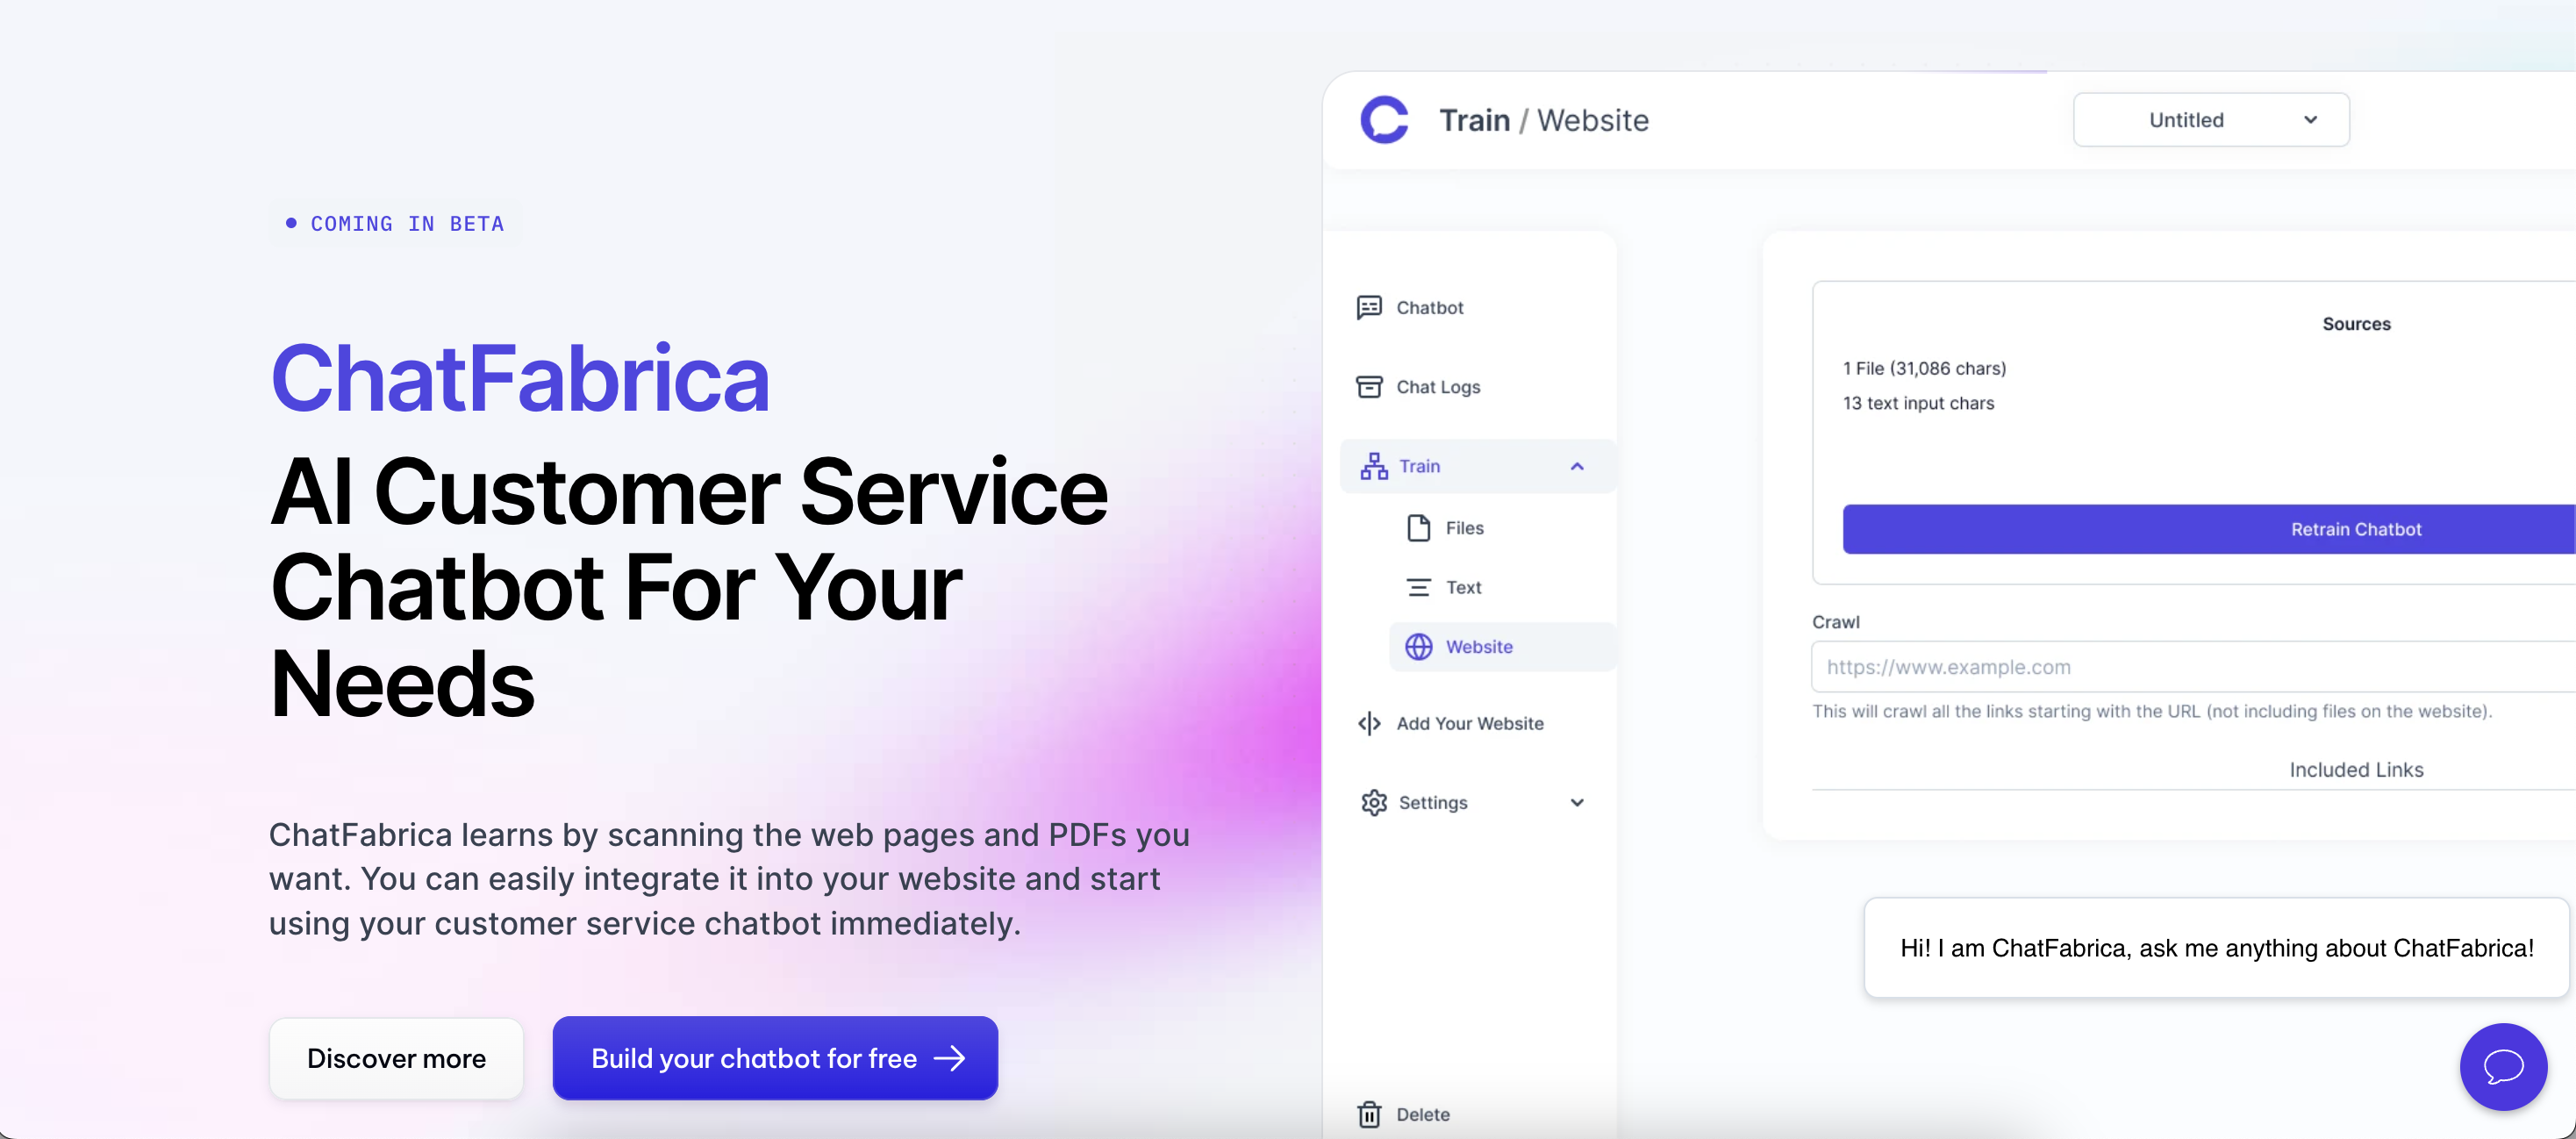 COMING IN BETA
ChatFabrica
AI Customer Service
Chatbot For Your
Needs
ChatFabrica learns by scanning the web pages and PDFs you
want. You can easily integrate it into your website and start
using your customer service chatbot immediately.
Discover more
Build your chatbot for free
Train / Website
Untitled
Chatbot
Chat Logs
Train
Files
Text
Website
Add Your Website
Settings
Delete
Sources
1 File (31,086 chars)
13 text input chars
Retrain Chatbot
Crawl
https://www.example.com
This will crawl all the links starting with the URL (not including files on the website).
Included Links
Hi! I am ChatFabrica, ask me anything about ChatFabrica!